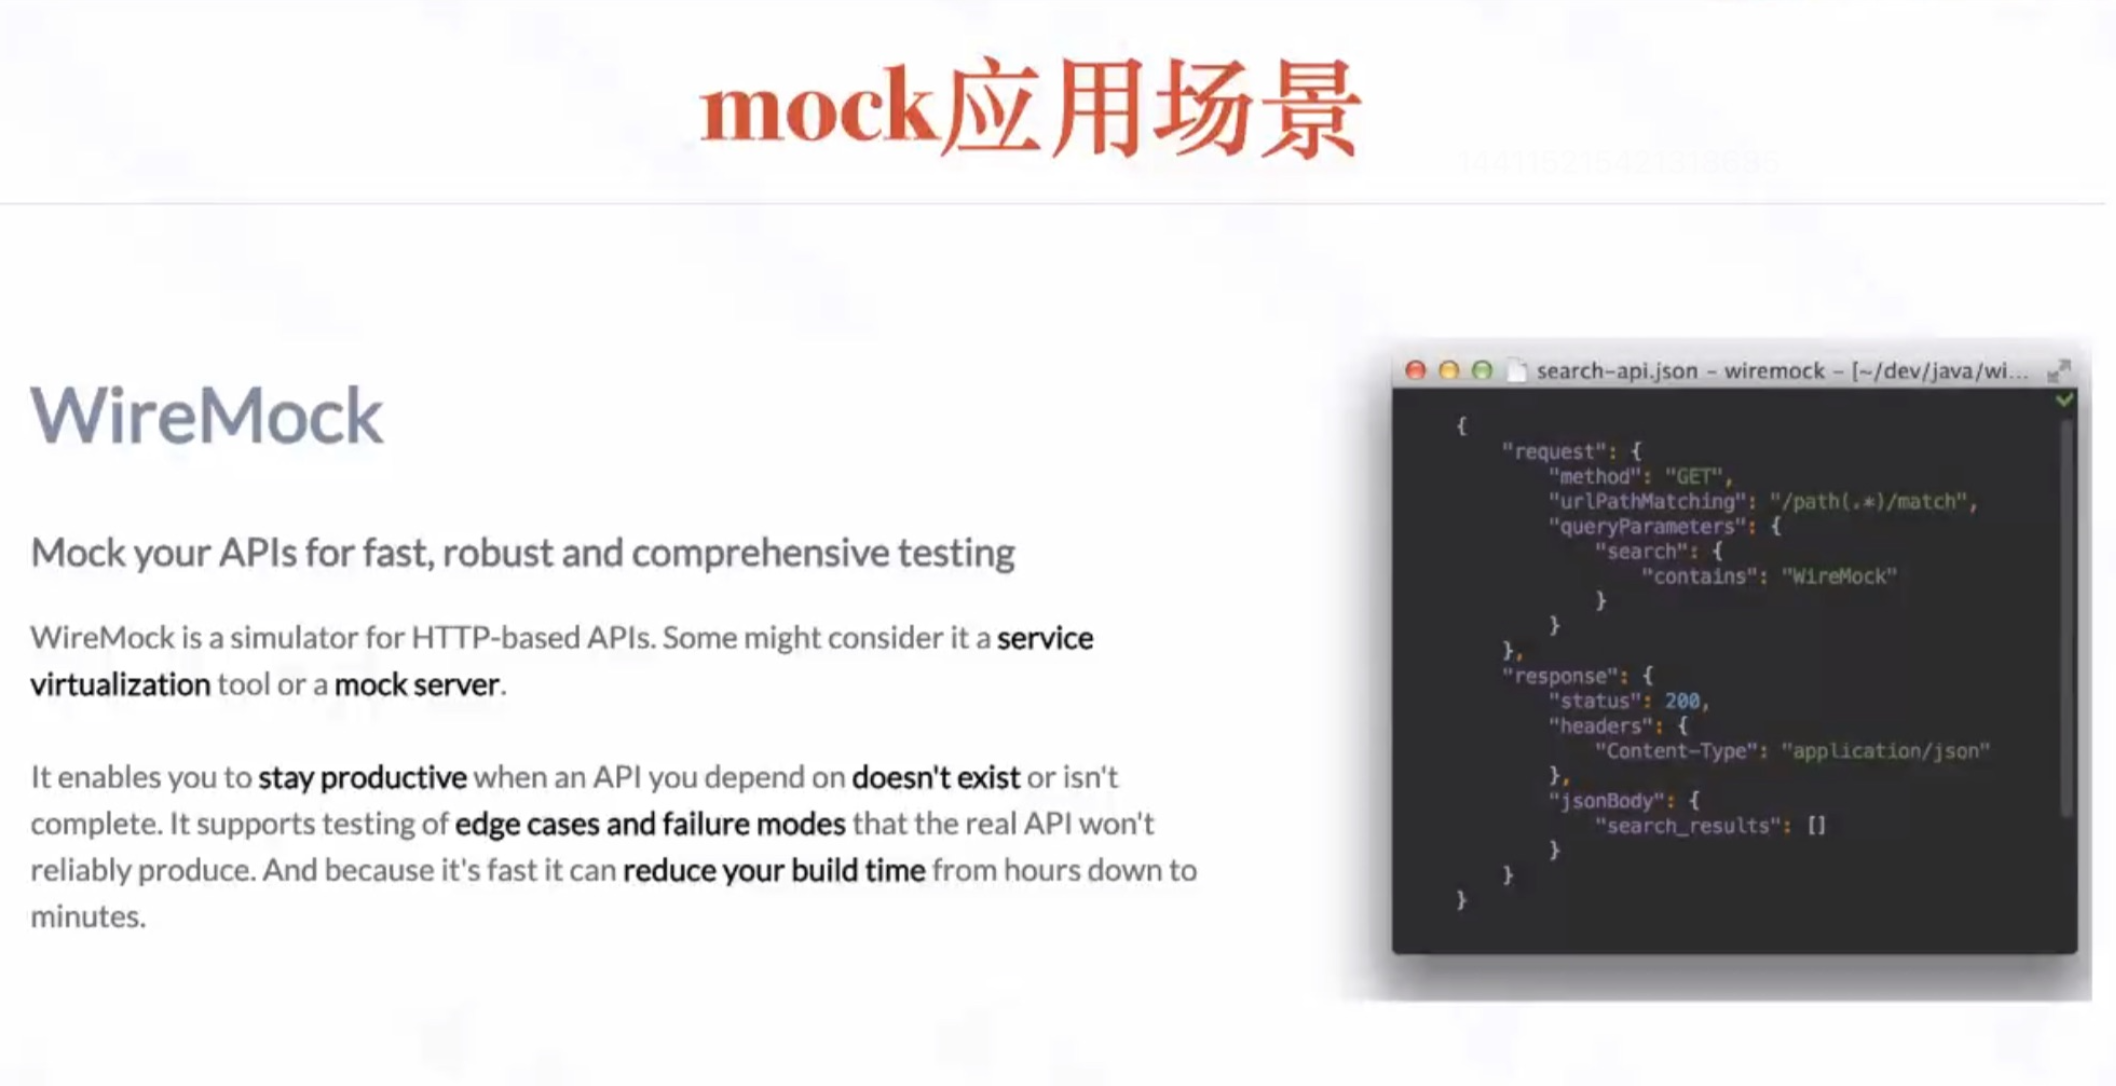 mock应用场景
WireMock
Mock your APIs for fast, robust and comprehensive testing
WireMock is a simulator for HTTP-based APIs. Some might consider it a service
virtualization tool or a mock server.
It enables you to stay productive when an API you depend on doesn't exist or isn't
complete. It supports testing of edge cases and failure modes that the real API won't
reliably produce. And because it's fast it can reduce your build time from hours down to
minutes.
search-api.json - wiremock - [~/dev/java/wi...
{
"request": {
"method": "GET",
"urlPathMatching": "/path(.*)/match",
"queryParameters": {
"search": {
"contains": "WireMock"
}
}
},
"response": {
"status": 200,
"headers": {
"Content-Type": "application/json"
},
"jsonBody": {
"search_results": []
}
}
}